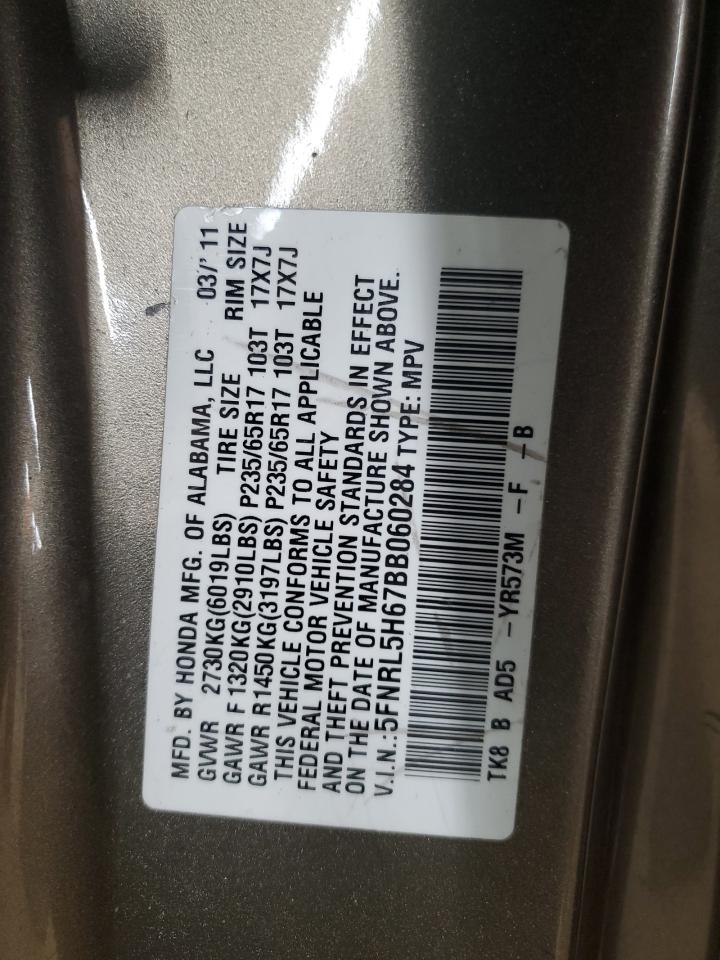 MFD. BY HONDA MFG. OF ALABAMA, LLC 03/' 11
GVWR 2730KG(6019LBS) TIRE SIZE RIM SIZE
GAWR F 1320KG(2910LBS) P235/65R17 103T 17X7J
GAWR R1450KG(3197LBS) P235/65R17 103T 17X7J
THIS VEHICLE CONFORMS TO ALL APPLICABLE
FEDERAL MOTOR VEHICLE SAFETY
AND THEFT PREVENTION STANDARDS IN EFFECT
ON THE DATE OF MANUFACTURE SHOWN ABOVE.
V.I.N.: 5FNRL5H67BB060284 TYPE: MPV
TK8 B AD5 -YR573M -F -B